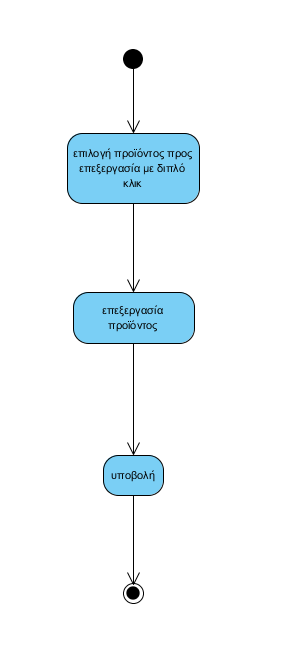 επιλογή προϊόντος προς
επεξεργασία με διπλό
κλικ
επεξεργασία
προϊόντος
υποβολή